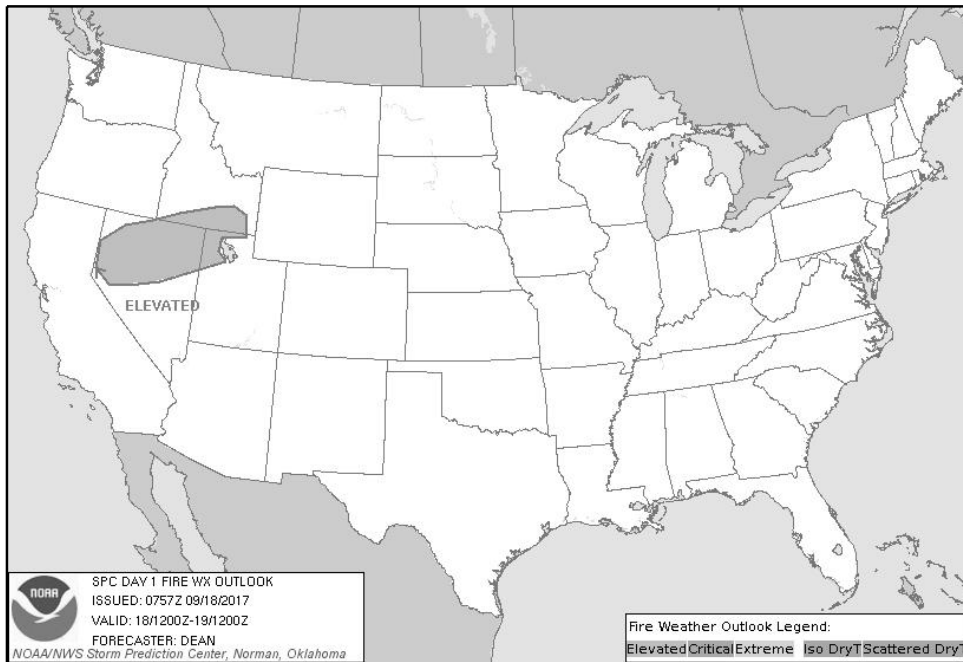 ELEVATED
NOAA
SPC DAY 1 FIRE WX OUTLOOK
ISSUED: 0757Z 09/18/2017
VALID: 18/1200Z-19/1200Z
FORECASTER: DEAN
NOAA/NWS Storm Prediction Center, Norman, Oklahoma
Fire Weather Outlook Legend:
Elevated Critical Extreme Iso DryT Scattered DryT